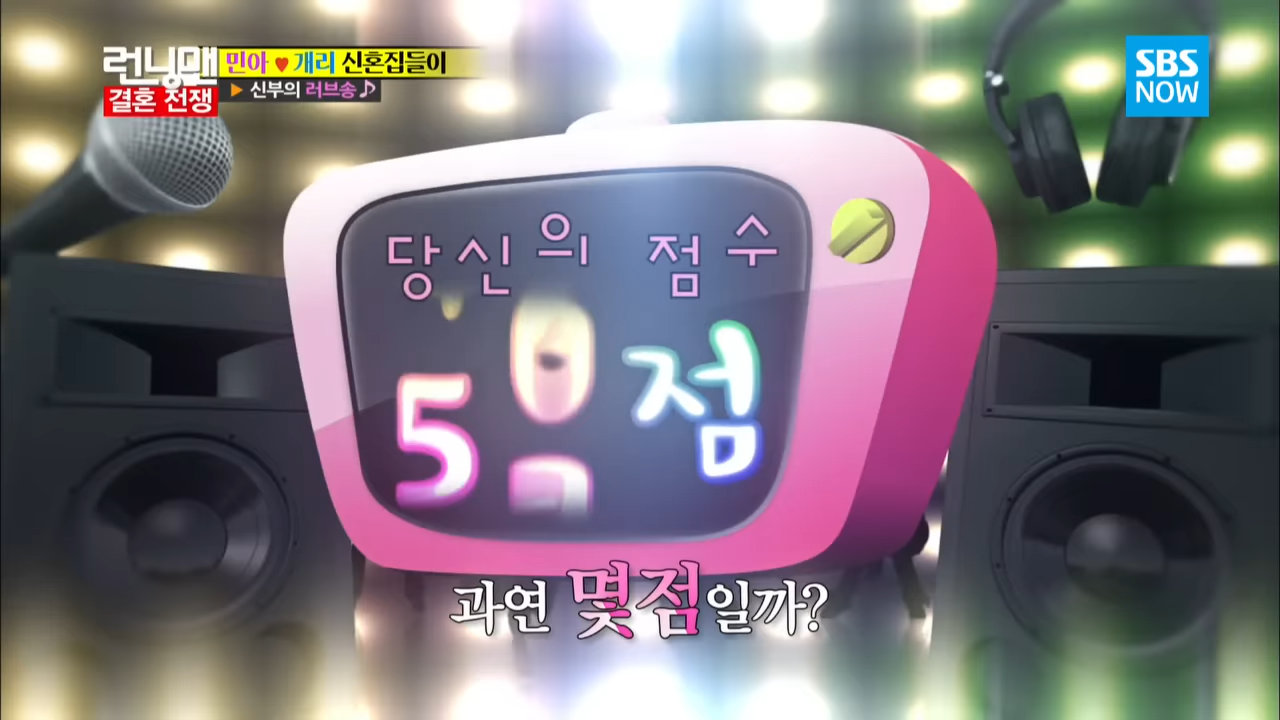 런닝맨
결혼 전쟁
민아 ♥ 개리 신혼집들이
▶ 신부의 러브송♪
SBS
NOW
당신의 점수
5 점
과연 몇점일까?